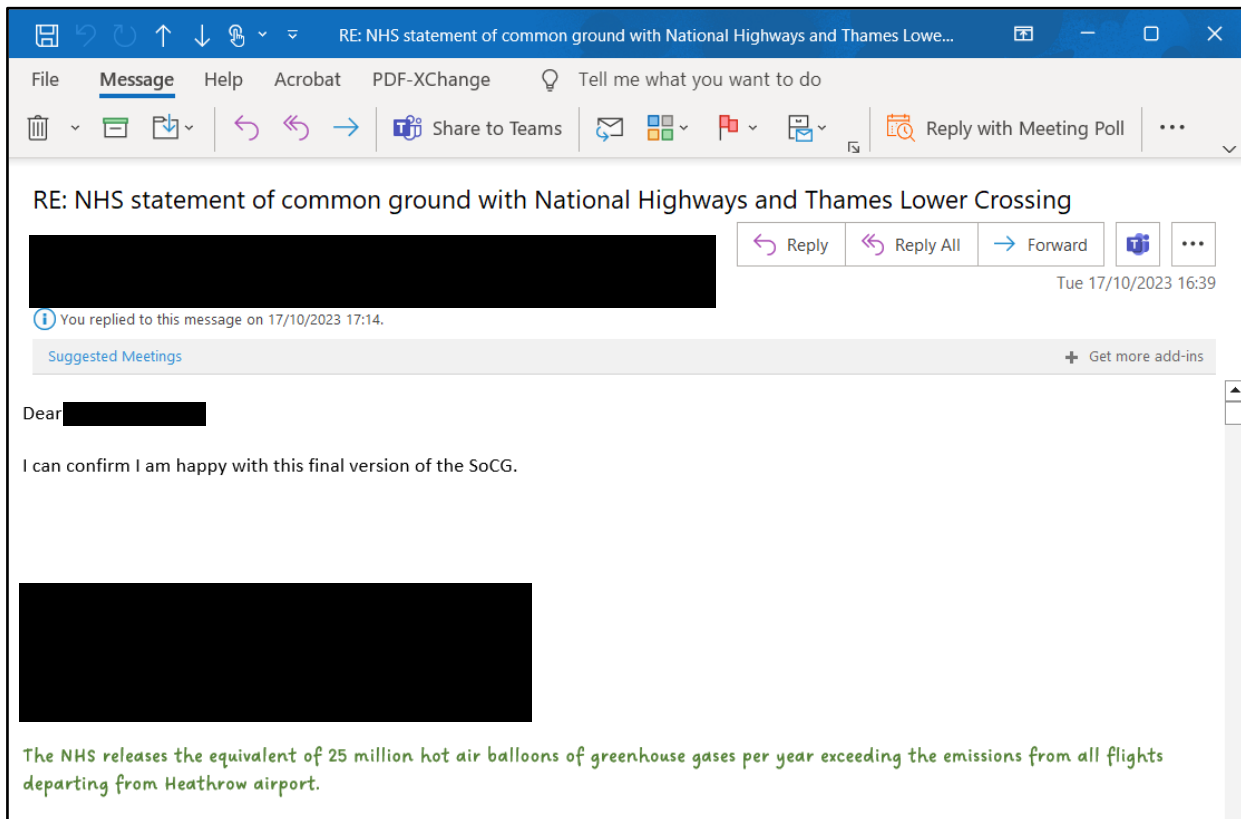 RE: NHS statement of common ground with National Highways and Thames Lowe...
File Message Help Acrobat PDF-XChange Tell me what you want to do
Share to Teams Reply with Meeting Poll ...
RE: NHS statement of common ground with National Highways and Thames Lower Crossing
Reply Reply All Forward ...
Tue 17/10/2023 16:39
You replied to this message on 17/10/2023 17:14.
Suggested Meetings + Get more add-ins
Dear
I can confirm I am happy with this final version of the SoCG.
The NHS releases the equivalent of 25 million hot air balloons of greenhouse gases per year exceeding the emissions from all flights
departing from Heathrow airport.